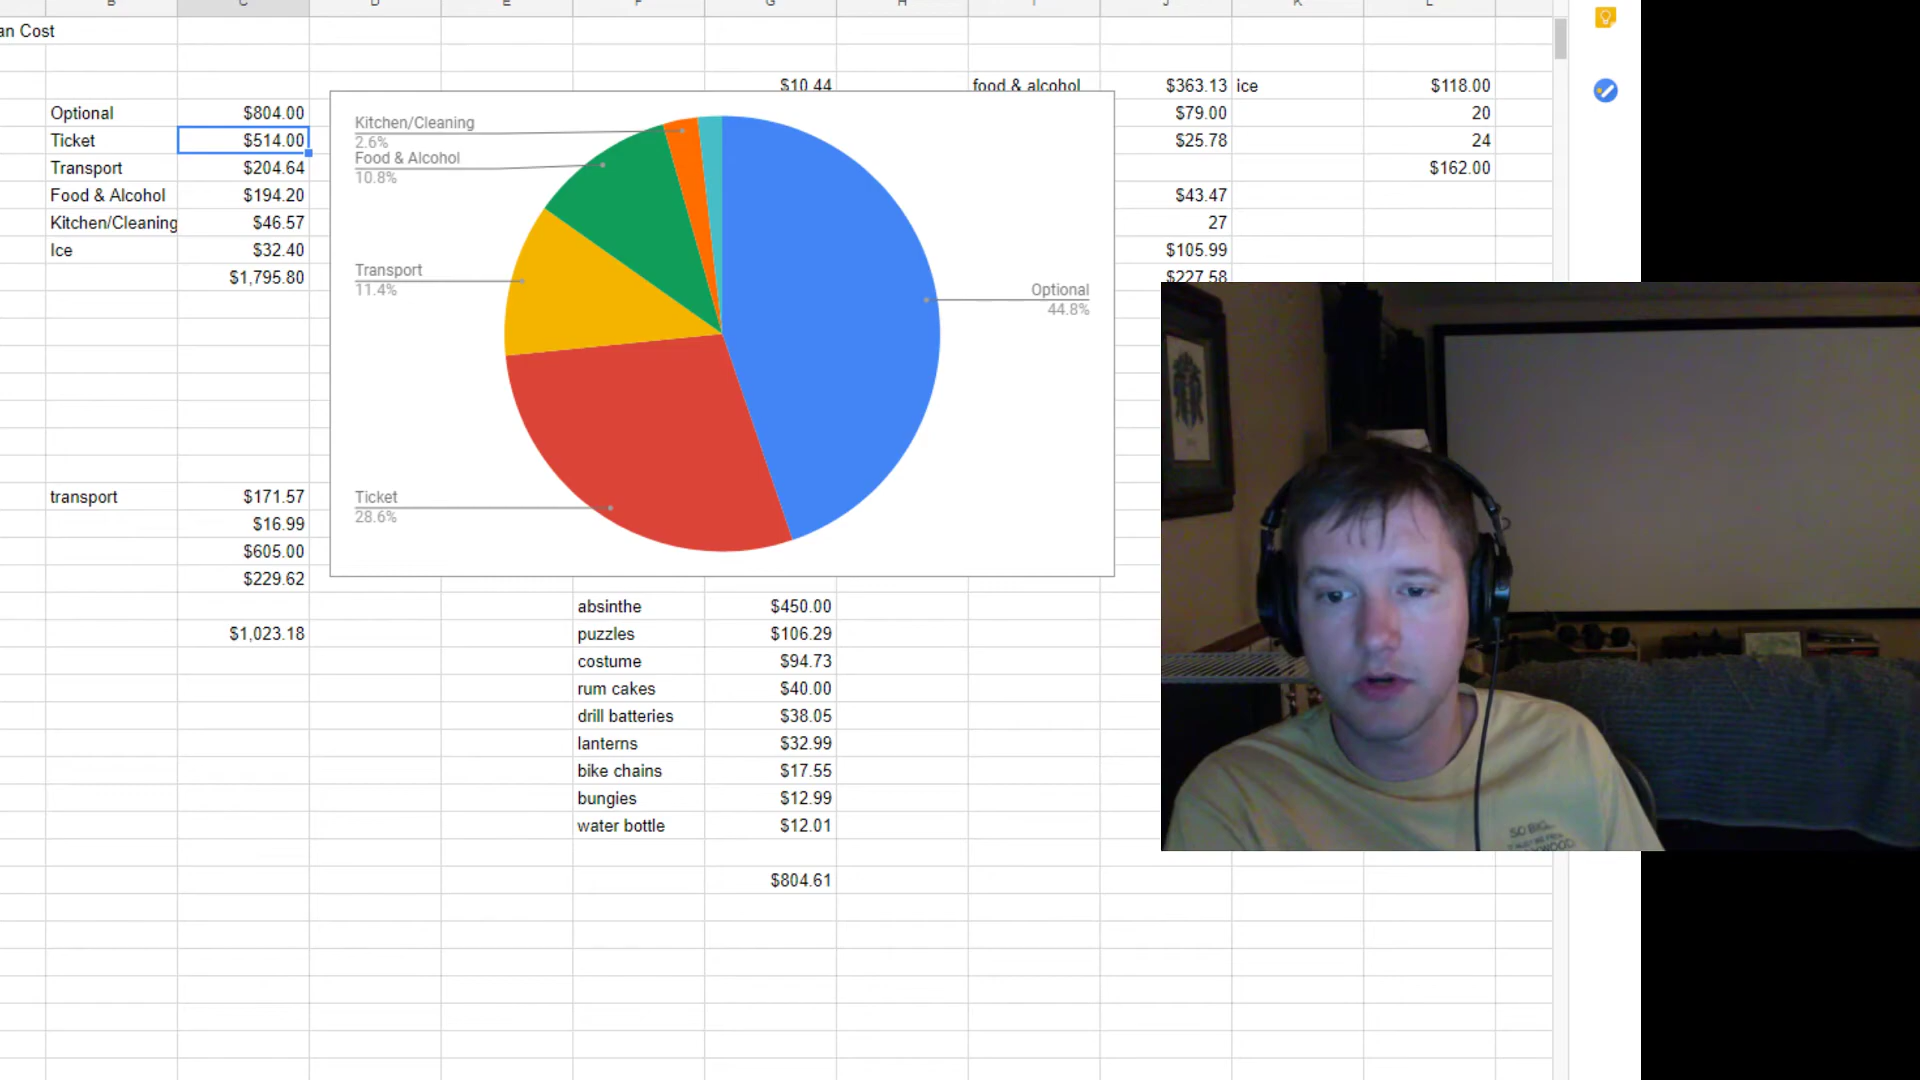 an Cost
$10.44 food & alcohol $363.13 ice $118.00
Optional $804.00 $79.00 20
Ticket $514.00 $25.78 24
Transport $204.64 $162.00
Food & Alcohol $194.20 $43.47
Kitchen/Cleaning $46.57 27
Ice $32.40 $105.99
$1,795.80 $227.58
Kitchen/Cleaning
2.6%
Food & Alcohol
10.8%
Transport
11.4%
Optional
44.8%
Ticket
28.6%
transport $171.57
$16.99
$605.00
$229.62
absinthe $450.00
$1,023.18 puzzles $106.29
costume $94.73
rum cakes $40.00
drill batteries $38.05
lanterns $32.99
bike chains $17.55
bungies $12.99
water bottle $12.01
$804.61
SO BIG